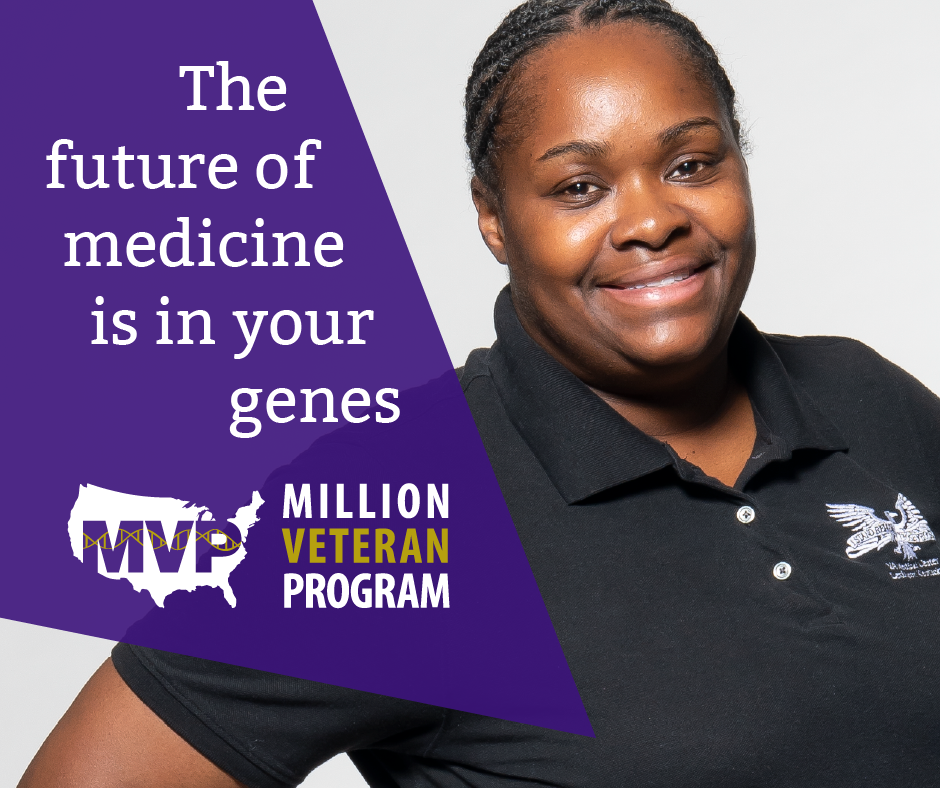 The
future of
medicine
is in your
genes
MVP
MILLION
VETERAN
PROGRAM